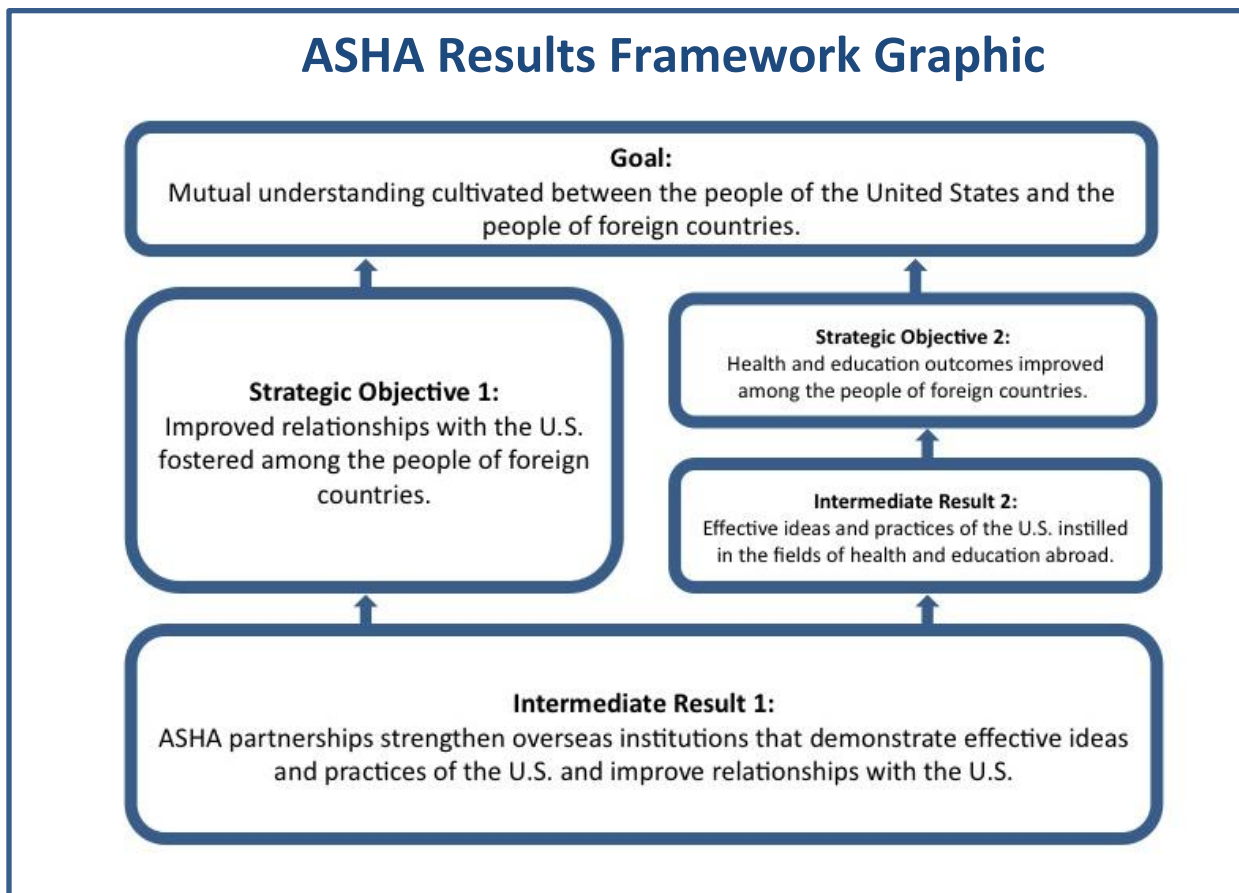 ASHA Results Framework Graphic
Goal:
Mutual understanding cultivated between the people of the United States and the
people of foreign countries.
Strategic Objective 1:
Improved relationships with the U.S.
fostered among the people of foreign
countries.
Strategic Objective 2:
Health and education outcomes improved
among the people of foreign countries.
Intermediate Result 2:
Effective ideas and practices of the U.S. instilled
in the fields of health and education abroad.
Intermediate Result 1:
ASHA partnerships strengthen overseas institutions that demonstrate effective ideas
and practices of the U.S. and improve relationships with the U.S.